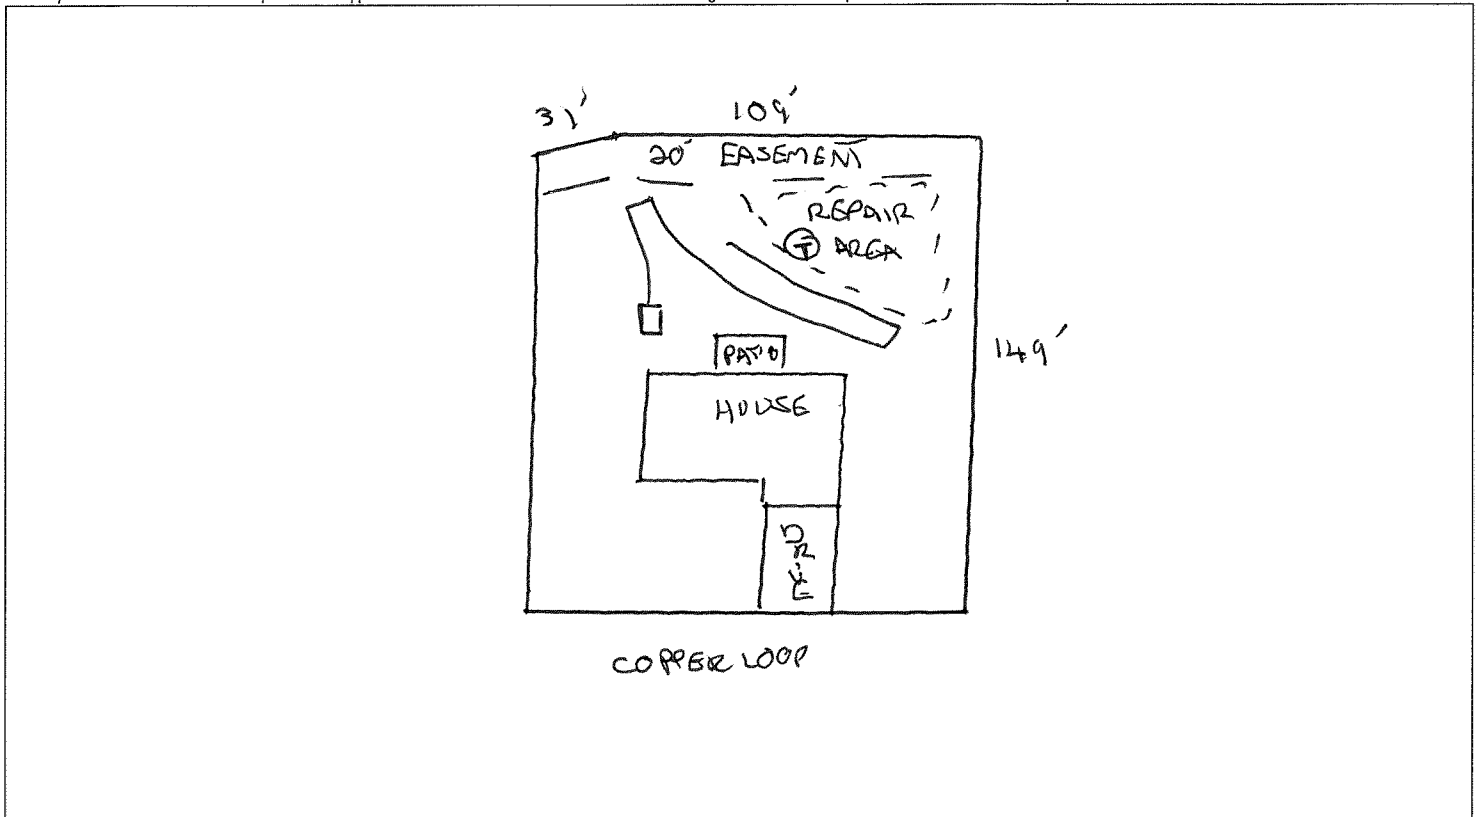 31'
109'
20' EASEMENT
REPAIR
T AREA
149'
PATIO
HOUSE
DRIVE
COPPER LOOP